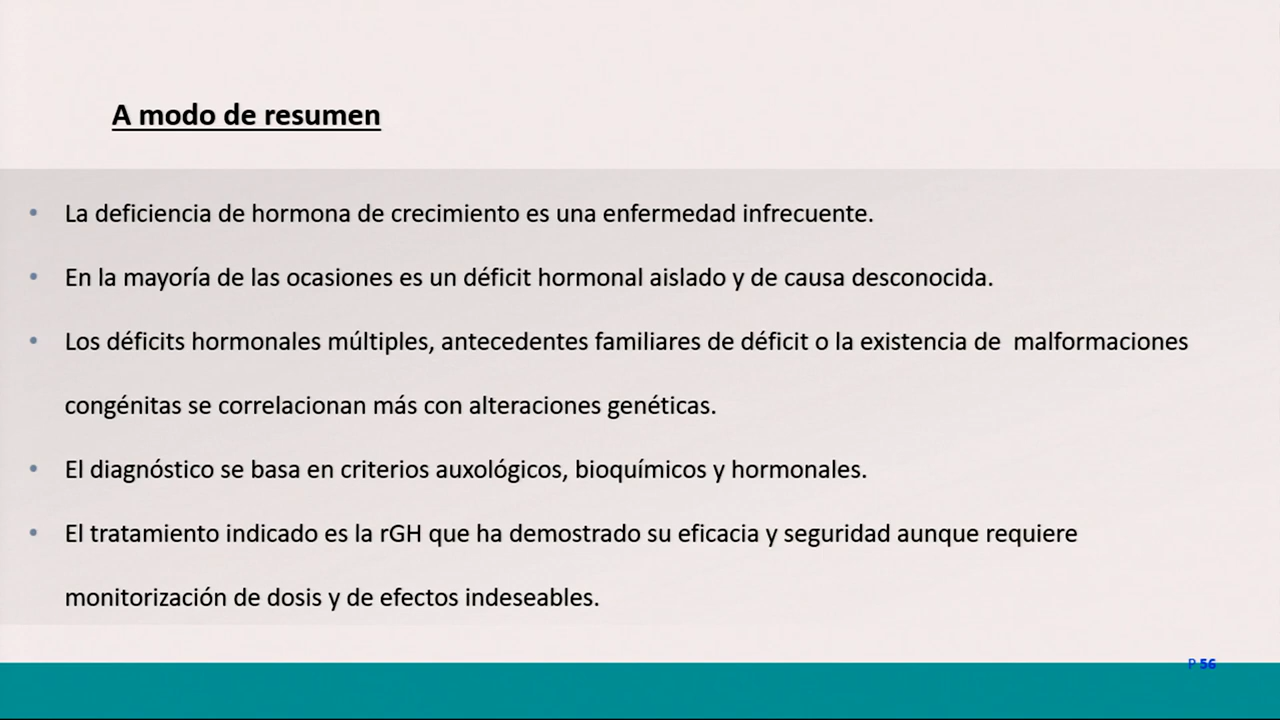 A modo de resumen
• La deficiencia de hormona de crecimiento es una enfermedad infrecuente.
• En la mayoría de las ocasiones es un déficit hormonal aislado y de causa desconocida.
• Los déficits hormonales múltiples, antecedentes familiares de déficit o la existencia de  malformaciones
congénitas se correlacionan más con alteraciones genéticas.
• El diagnóstico se basa en criterios auxológicos, bioquímicos y hormonales.
• El tratamiento indicado es la rGH que ha demostrado su eficacia y seguridad aunque requiere
monitorización de dosis y de efectos indeseables.
P 56